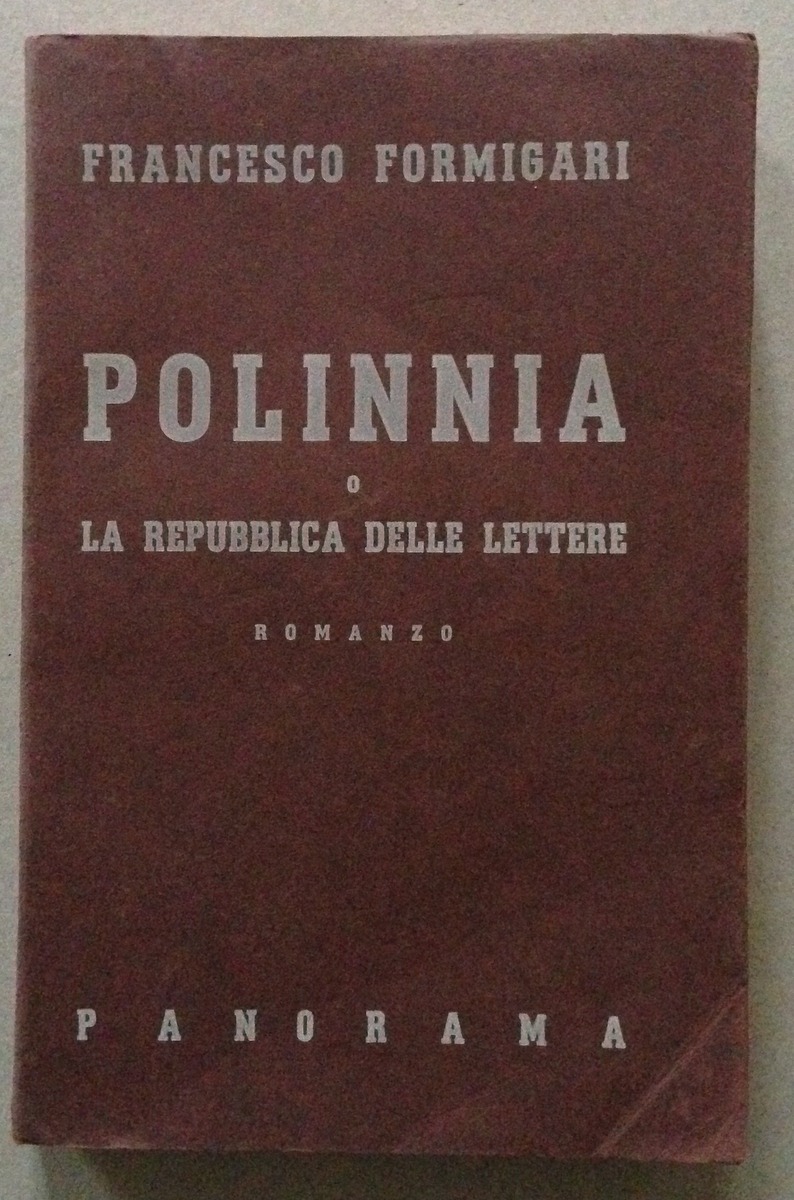 FRANCESCO FORMIGARI
POLINNIA
O
LA REPUBBLICA DELLE LETTERE
ROMANZO
PANORAMA